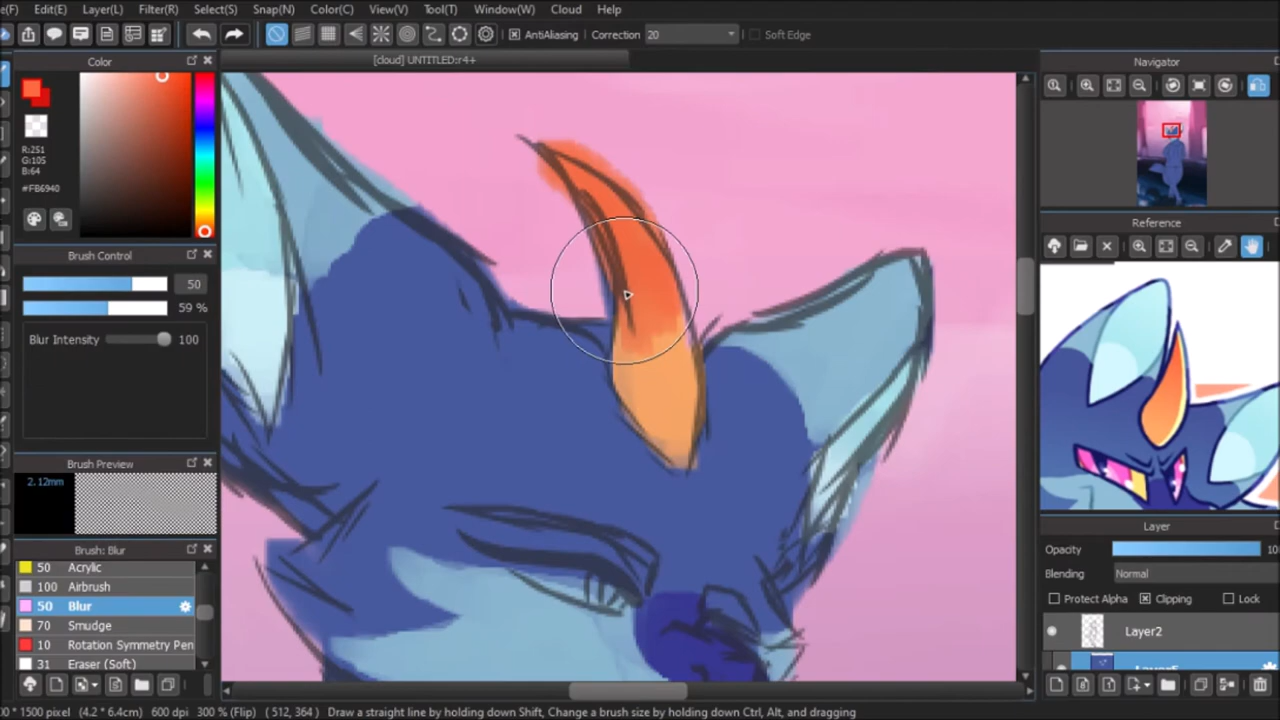 e(F) Edit(E) Layer(L) Filter(R) Select(S) Snap(N) Color(C) View(V) Tool(T) Window(W) Cloud Help
AntiAliasing Correction 20 Soft Edge
[cloud] UNTITLED:r4+
Color
R:251
G:105
B:64
#FB6940
Brush Control
50
59 %
Blur Intensity 100
Brush Preview
2.12mm
Brush: Blur
50 Acrylic
100 Airbrush
50 Blur
70 Smudge
10 Rotation Symmetry Pen
31 Eraser (Soft)
Navigator
Reference
Layer
Opacity 10
Blending Normal
Protect Alpha Clipping Lock
Layer2
00 * 1500 pixel (4.2 * 6.4cm) 600 dpi 300 % (Flip) ( 512, 364 ) Draw a straight line by holding down Shift, Change a brush size by holding down Ctrl, Alt, and dragging